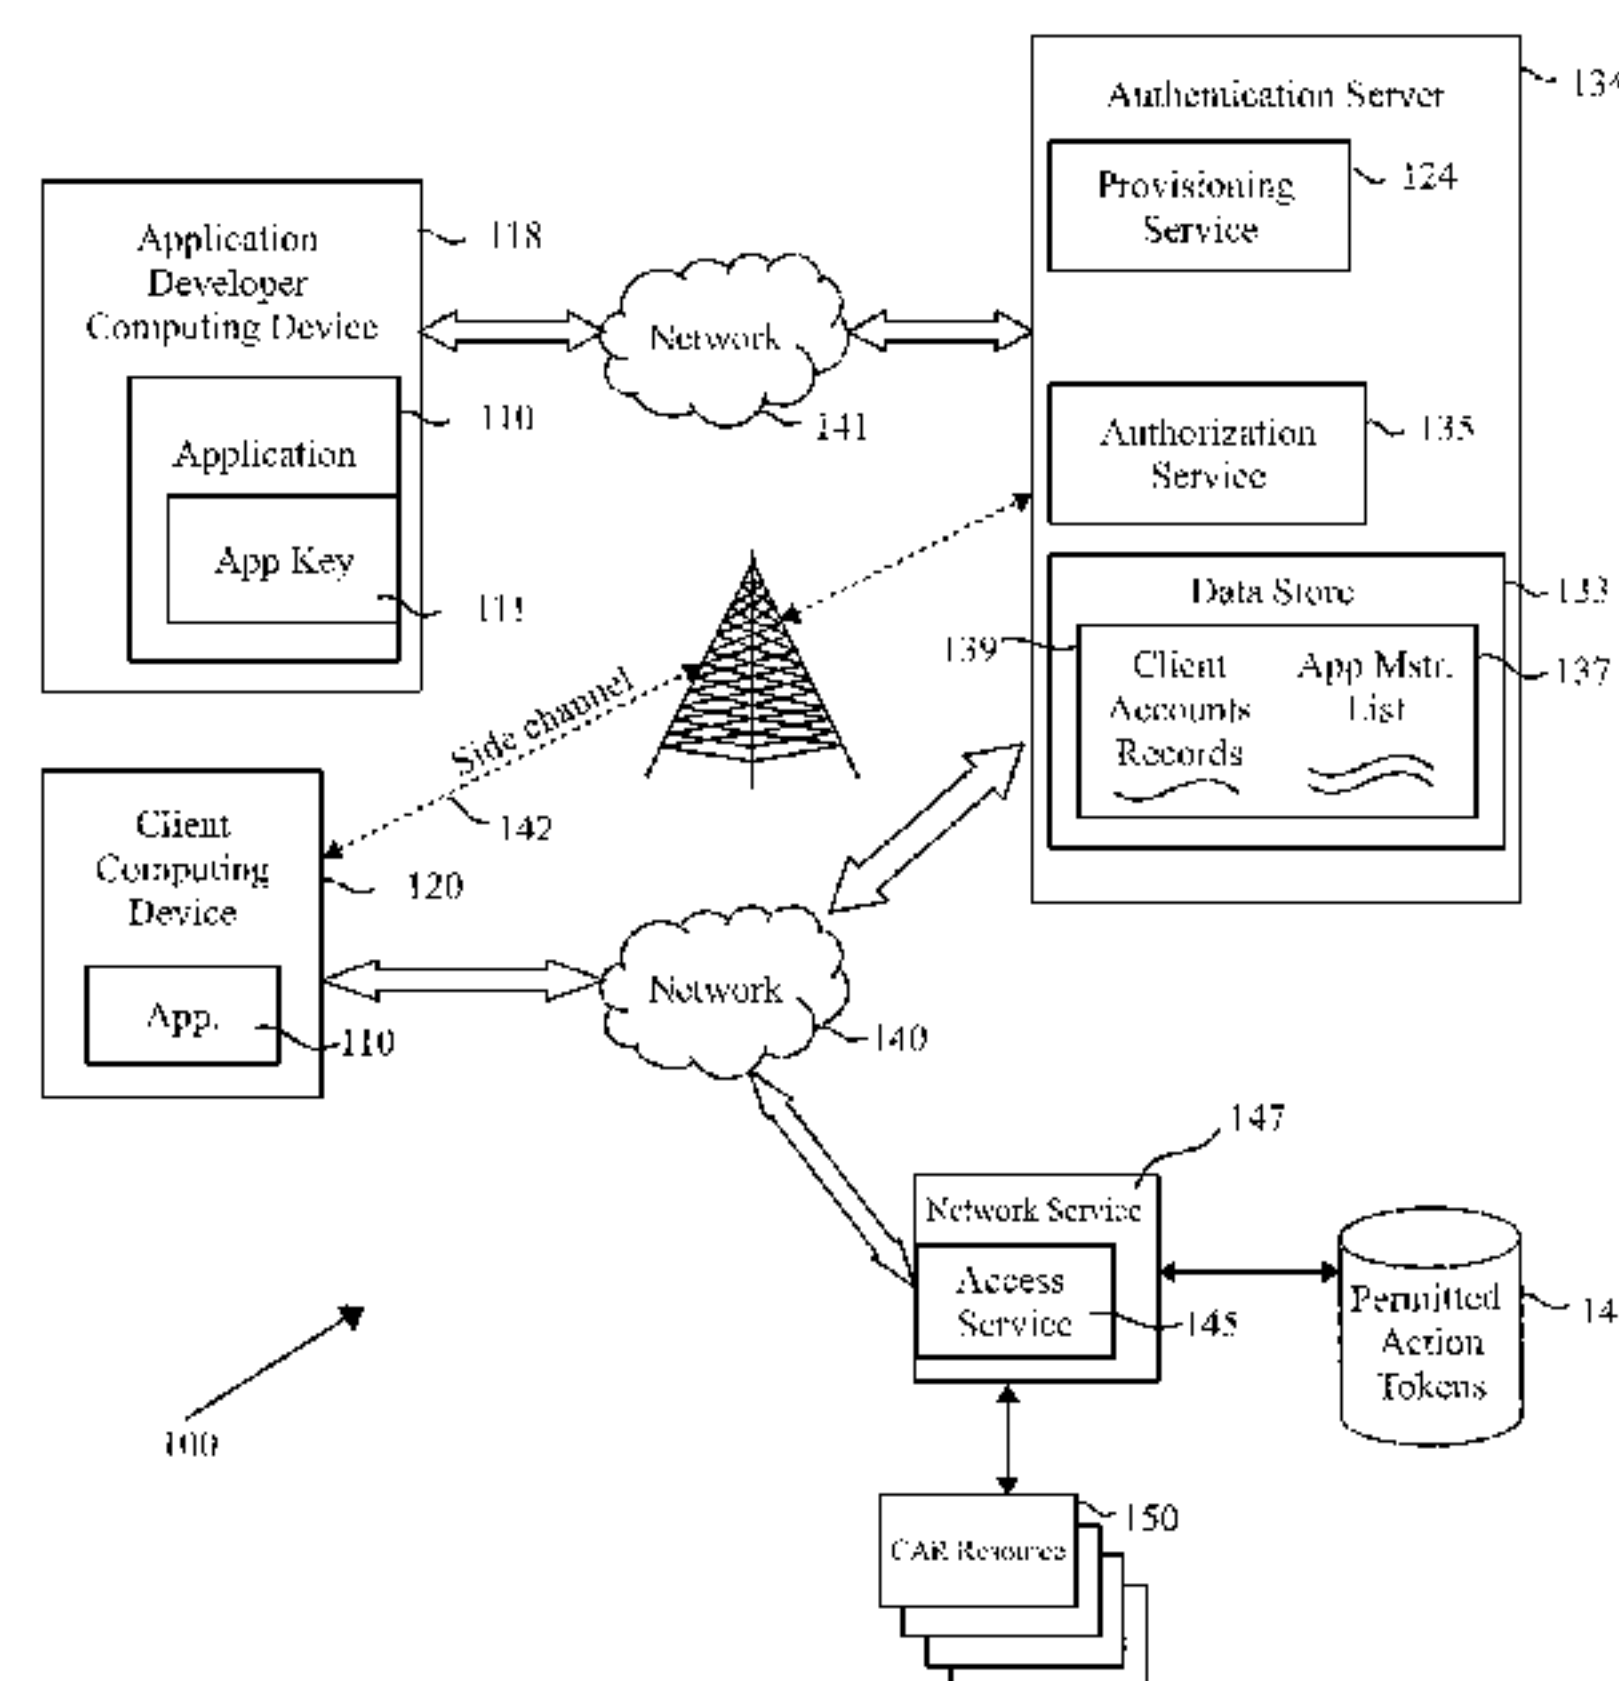 Authentication Server
134
Provisioning
Service
124
Application
Developer
Computing Device
118
Network
141
Application
110
App Key
Authorization
Service
135
Data Store
133
139
Client
Accounts
Records
App Mstr.
List
137
Side channel
142
Client
Computing
Device
120
App.
110
Network
140
147
Network Service
Access
Service
145
Permitted
Action
Tokens
14
100
150
CAR Resource